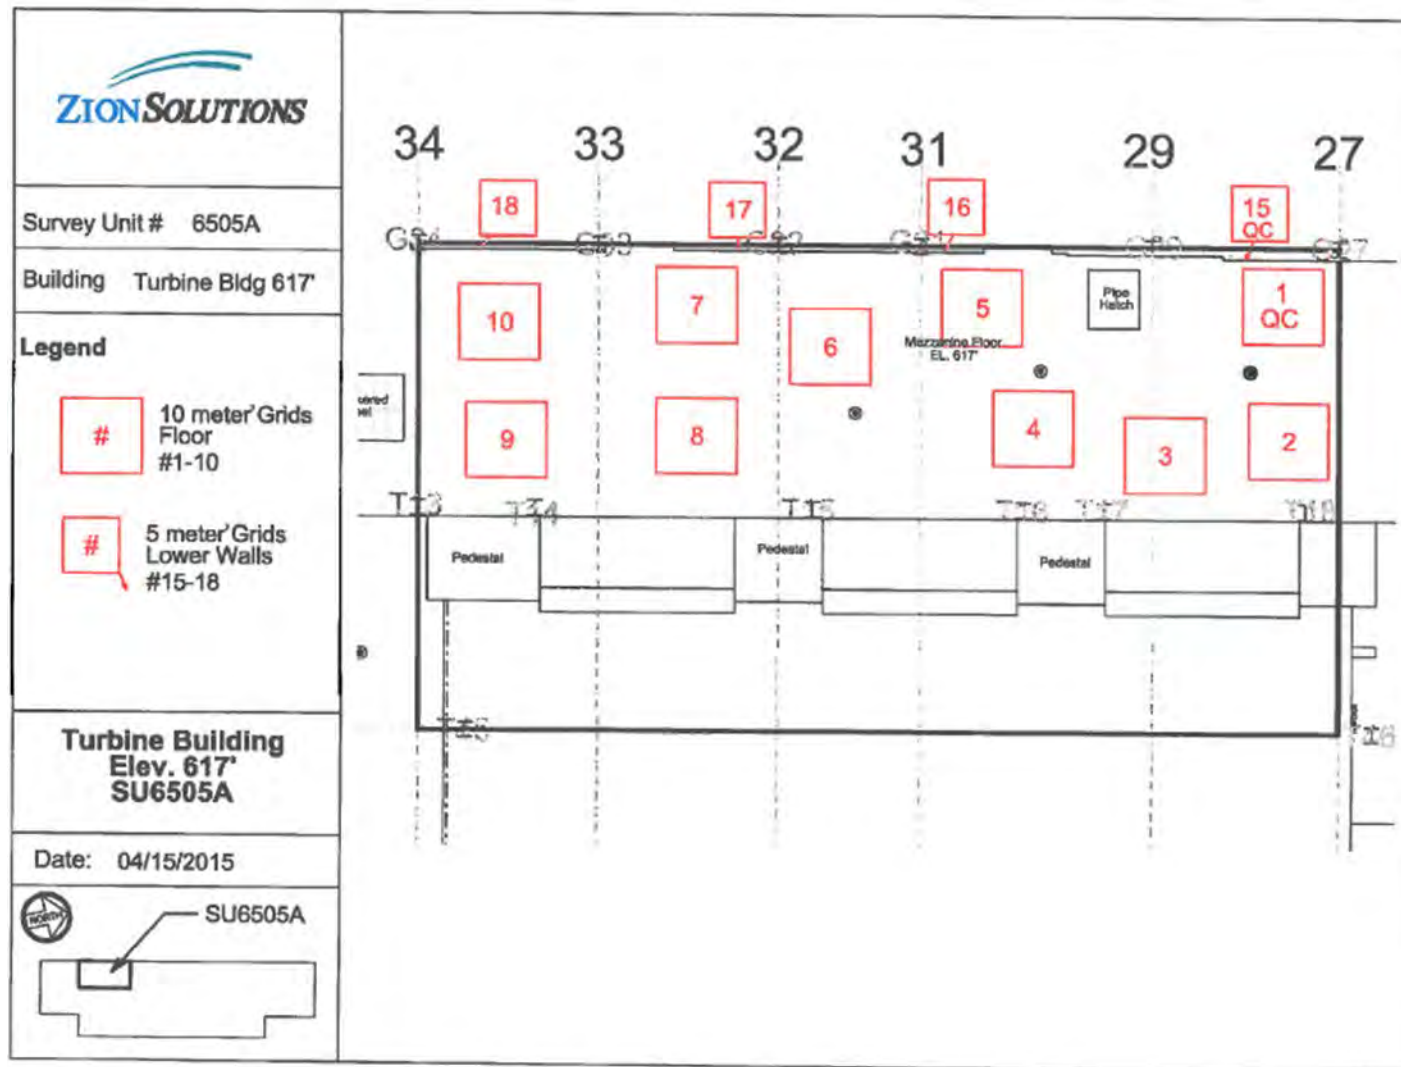 ZIONSOLUTIONS
Survey Unit # 6505A
Building Turbine Bldg 617'
Legend
#
10 meter' Grids
Floor
#1-10
#
5 meter' Grids
Lower Walls
#15-18
Turbine Building
Elev. 617'
SU6505A
Date: 04/15/2015
NORTH
SU6505A
34 33 32 31 29 27
18 17 16 15
QC
10 7 6 5 1
QC
Pipe
Hatch
Mezzanine Floor
EL. 617'
9 8 4 3 2
Pedestal Pedestal Pedestal